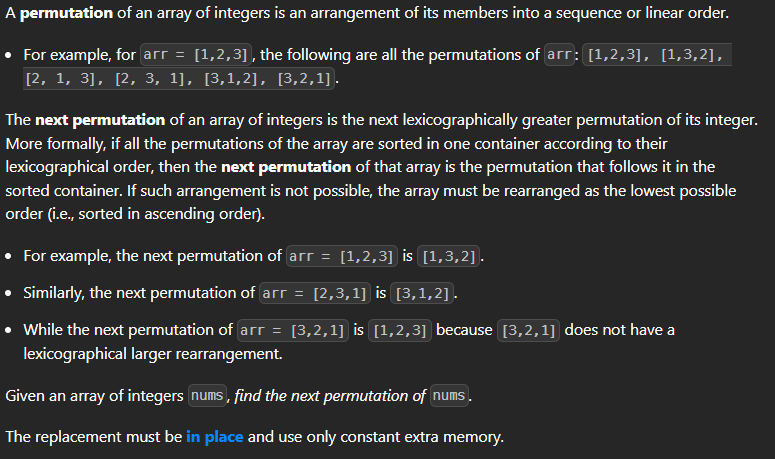 A permutation of an array of integers is an arrangement of its members into a sequence or linear order.
• For example, for arr = [1,2,3], the following are all the permutations of arr: [1,2,3], [1,3,2],
[2, 1, 3], [2, 3, 1], [3,1,2], [3,2,1].
The next permutation of an array of integers is the next lexicographically greater permutation of its integer.
More formally, if all the permutations of the array are sorted in one container according to their
lexicographical order, then the next permutation of that array is the permutation that follows it in the
sorted container. If such arrangement is not possible, the array must be rearranged as the lowest possible
order (i.e., sorted in ascending order).
• For example, the next permutation of arr = [1,2,3] is [1,3,2].
• Similarly, the next permutation of arr = [2,3,1] is [3,1,2].
• While the next permutation of arr = [3,2,1] is [1,2,3] because [3,2,1] does not have a
lexicographical larger rearrangement.
Given an array of integers nums, find the next permutation of nums.
The replacement must be in place and use only constant extra memory.